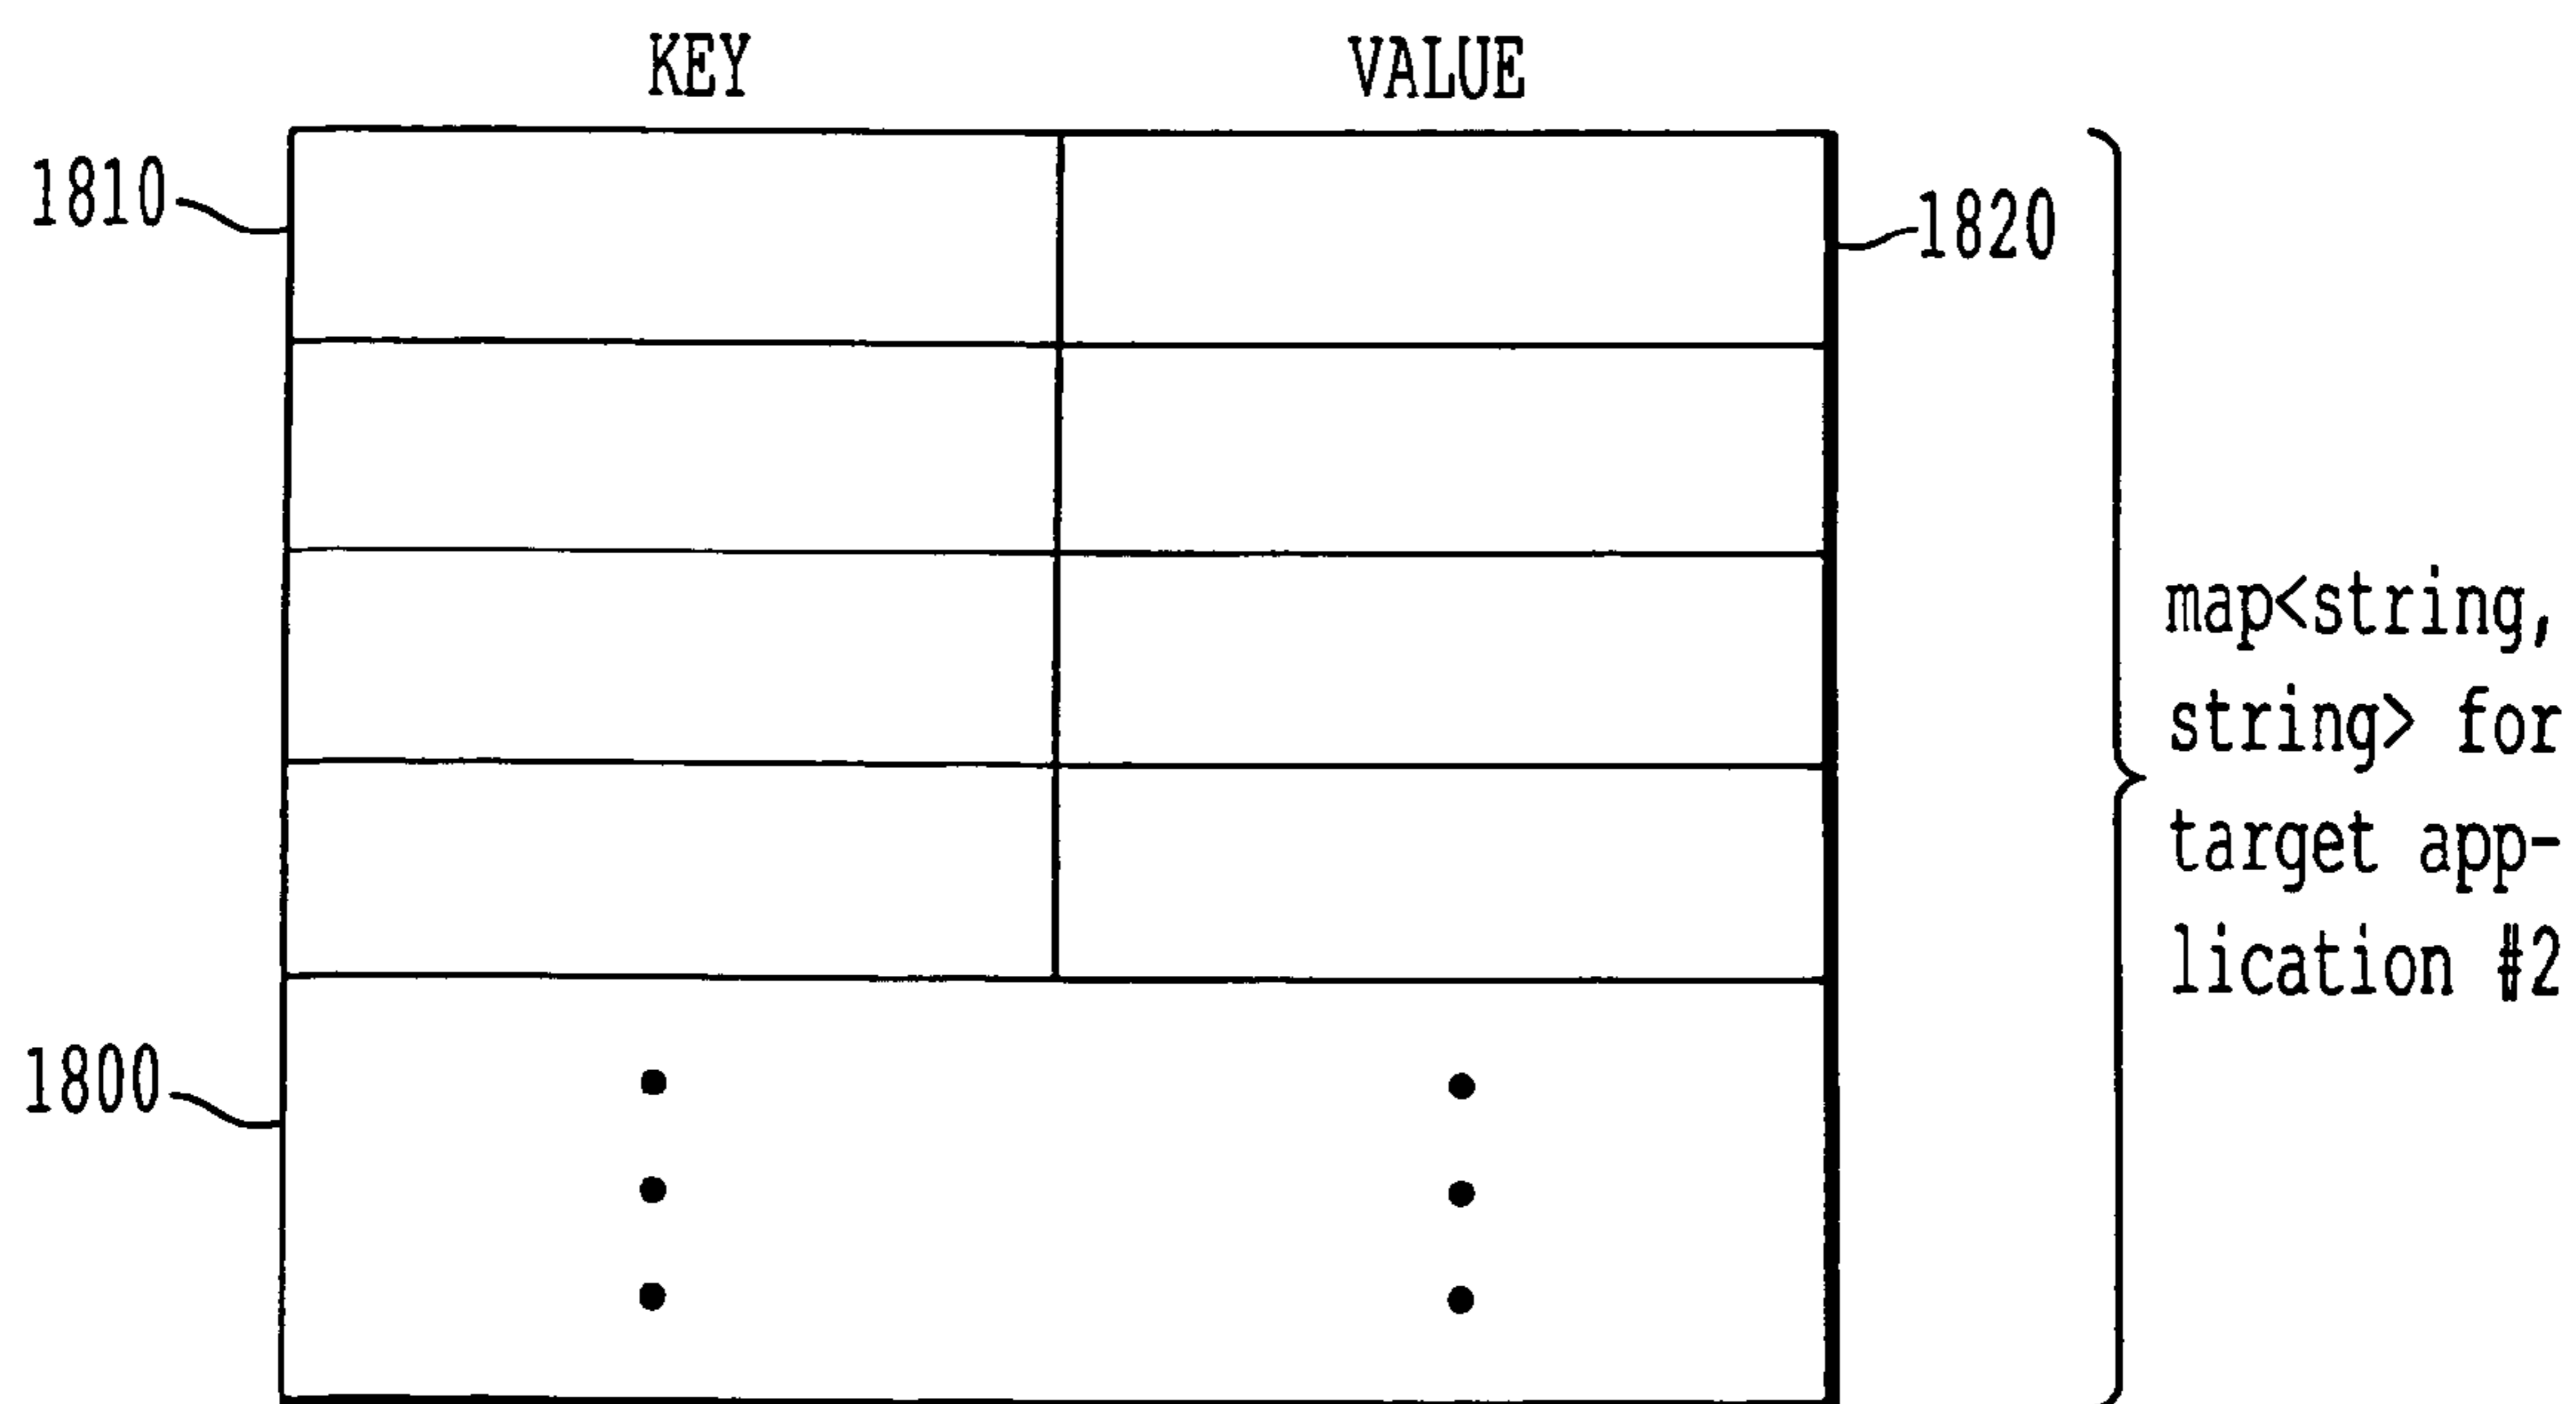 KEY VALUE
1810
1820
map<string,
string> for
target app-
lication #2
1800